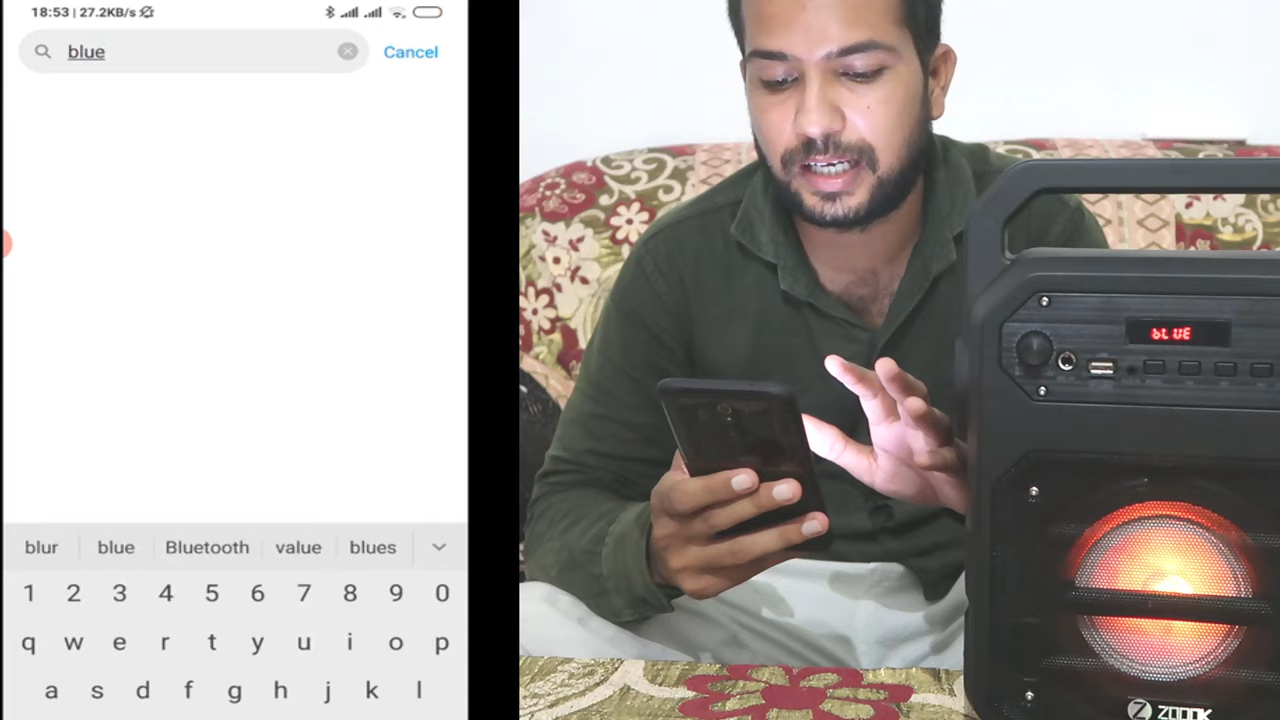 18:53 | 27.2KB/s
blue
Cancel
blur blue Bluetooth value blues
1 2 3 4 5 6 7 8 9 0
q w e r t y u i o p
a s d f g h j k l
bLUE
Z ZOOOK